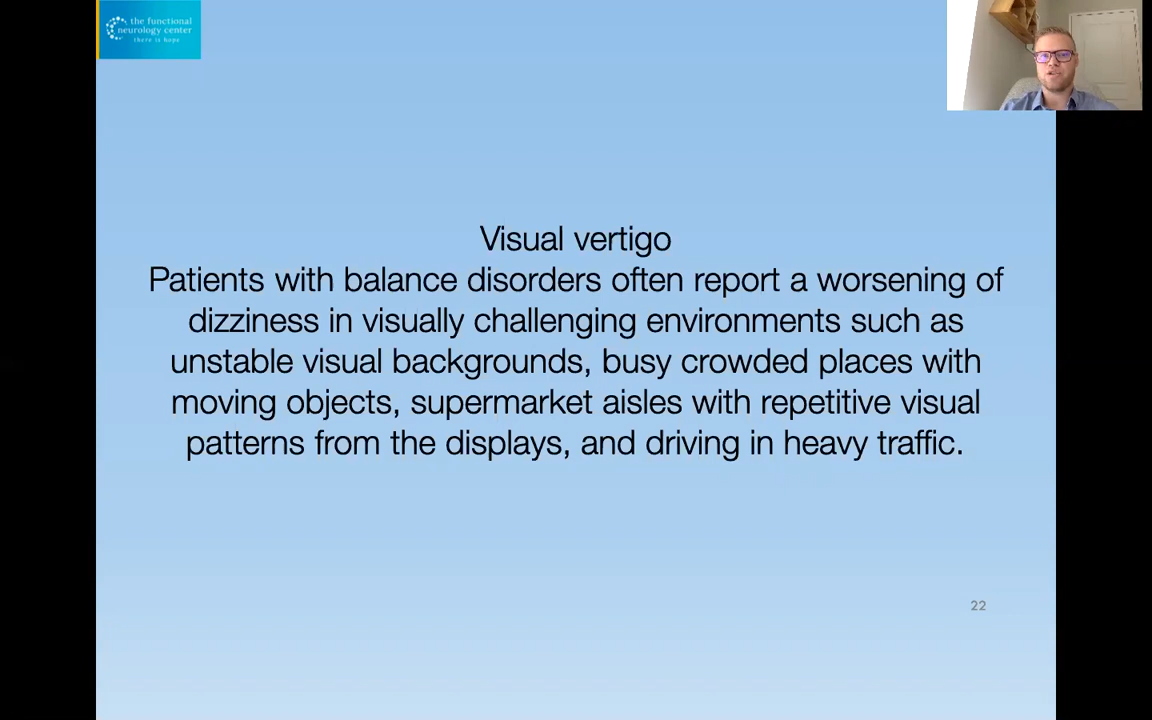 the functional
neurology center
there is hope
Visual vertigo
Patients with balance disorders often report a worsening of
dizziness in visually challenging environments such as
unstable visual backgrounds, busy crowded places with
moving objects, supermarket aisles with repetitive visual
patterns from the displays, and driving in heavy traffic.
22